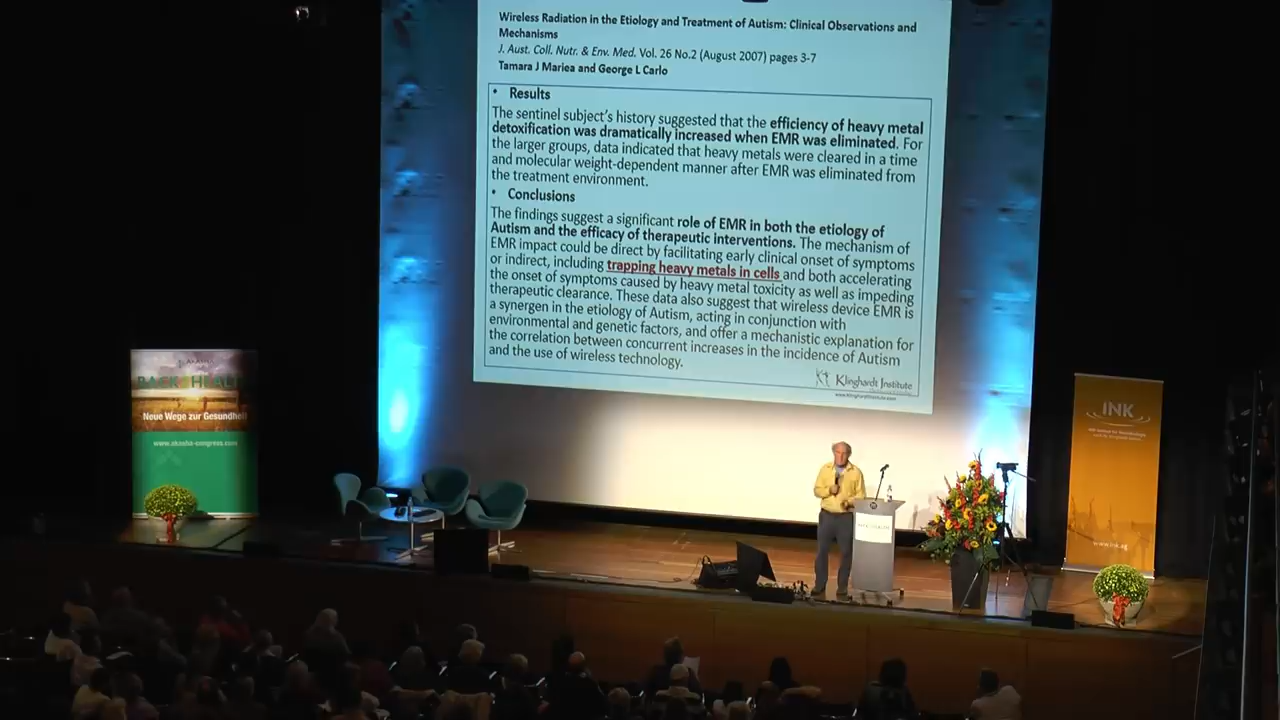 Wireless Radiation in the Etiology and Treatment of Autism: Clinical Observations and
Mechanisms
J. Aust. Coll. Nutr. & Env. Med. Vol. 26 No.2 (August 2007) pages 3-7
Tamara J Mariea and George L Carlo
• Results
The sentinel subject's history suggested that the efficiency of heavy metal
detoxification was dramatically increased when EMR was eliminated. For
the larger groups, data indicated that heavy metals were cleared in a time
and molecular weight-dependent manner after EMR was eliminated from
the treatment environment.
• Conclusions
The findings suggest a significant role of EMR in both the etiology of
Autism and the efficacy of therapeutic interventions. The mechanism of
EMR impact could be direct by facilitating early clinical onset of symptoms
or indirect, including trapping heavy metals in cells and both accelerating
the onset of symptoms caused by heavy metal toxicity as well as impeding
therapeutic clearance. These data also suggest that wireless device EMR is
a synergen in the etiology of Autism, acting in conjunction with
environmental and genetic factors, and offer a mechanistic explanation for
the correlation between concurrent increases in the incidence of Autism
and the use of wireless technology.
Klinghardt Institute
www.klinghardtinstitute.com
Neue Wege zur Gesundheit
www.akasha-congress.com
INK
www.ink.ag